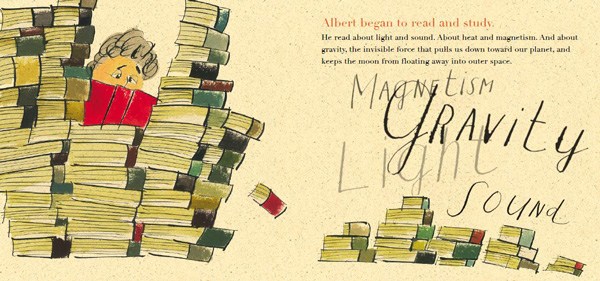 Albert began to read and study.
He read about light and sound. About heat and magnetism. And about
gravity, the invisible force that pulls us down toward our planet, and
keeps the moon from floating away into outer space.
MAGNETISM
GRAVITY
Light
SOUND